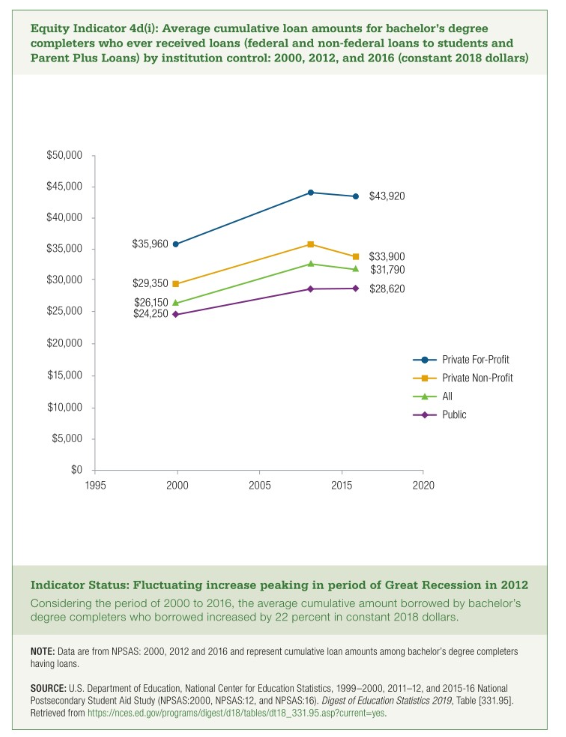 Equity Indicator 4d(i): Average cumulative loan amounts for bachelor's degree
completers who ever received loans (federal and non-federal loans to students and
Parent Plus Loans) by institution control: 2000, 2012, and 2016 (constant 2018 dollars)
$50,000
$45,000
$40,000
$35,000
$30,000
$25,000
$20,000
$15,000
$10,000
$5,000
$0
1995
2000
2005
2015
2020
$35,960
$29,350
$26,150
$24,250
$43,920
$33,900
$31,790
$28,620
Private For-Profit
Private Non-Profit
All
Public
Indicator Status: Fluctuating increase peaking in period of Great Recession in 2012
Considering the period of 2000 to 2016, the average cumulative amount borrowed by bachelor's
degree completers who borrowed increased by 22 percent in constant 2018 dollars.
NOTE: Data are from NPSAS: 2000, 2012 and 2016 and represent cumulative loan amounts among bachelor's degree completers
having loans.
SOURCE: U.S. Department of Education, National Center for Education Statistics, 1999–2000, 2011–12, and 2015-16 National
Postsecondary Student Aid Study (NPSAS:2000, NPSAS:12, and NPSAS:16). Digest of Education Statistics 2019, Table [331.95].
Retrieved from https://nces.ed.gov/programs/digest/d18/tables/dt18_331.95.asp?current=yes.